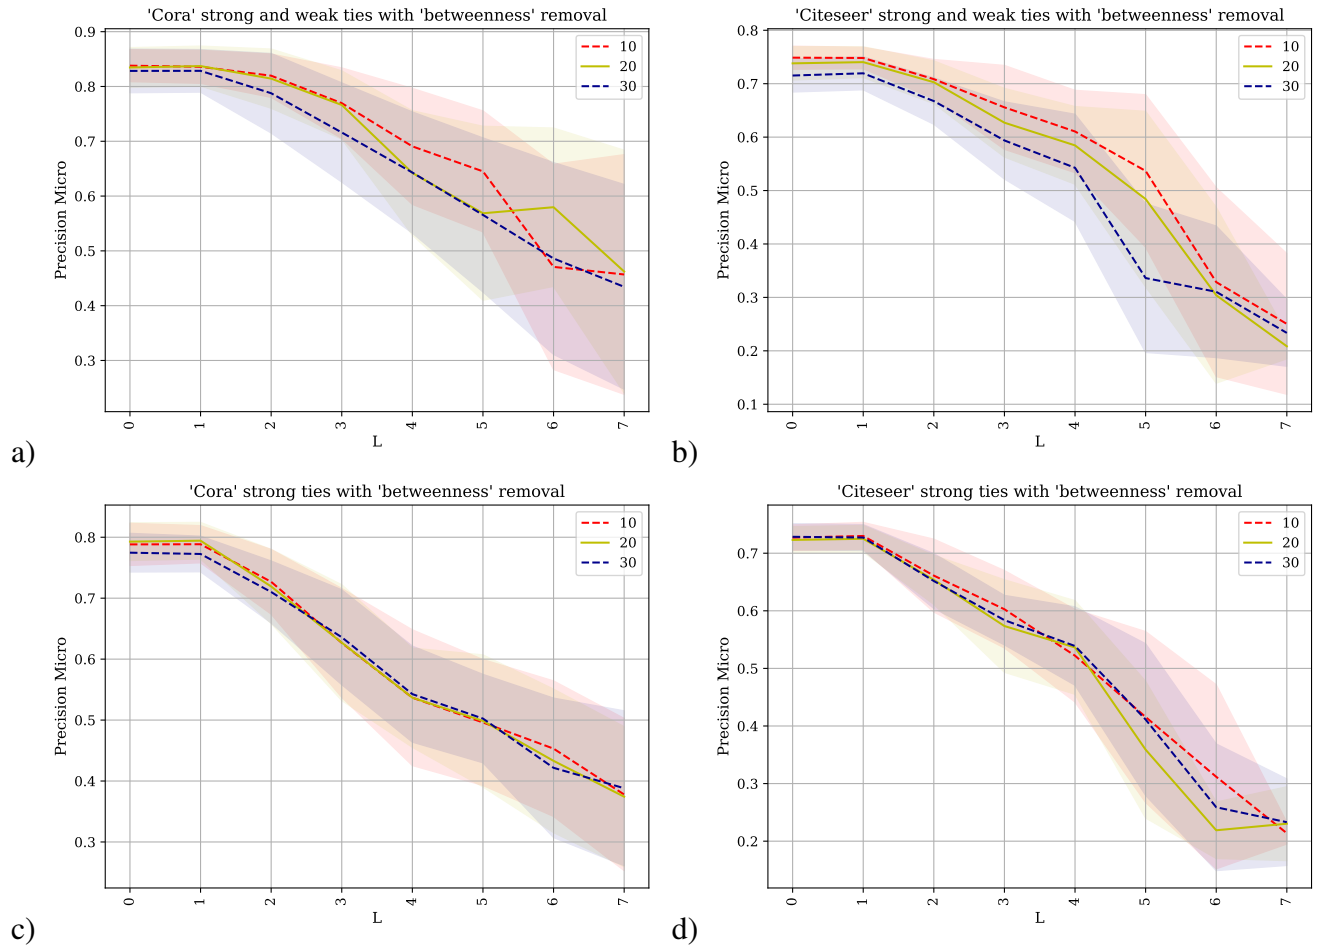 'Cora' strong and weak ties with 'betweenness' removal
0.9
0.8
0.7
0.6
0.5
0.4
0.3
Precision Micro
10
20
30
0 1 2 3 4 5 6 7
L
a)
'Citeseer' strong and weak ties with 'betweenness' removal
0.8
0.7
0.6
0.5
0.4
0.3
0.2
0.1
Precision Micro
10
20
30
0 1 2 3 4 5 6 7
L
b)
'Cora' strong ties with 'betweenness' removal
0.8
0.7
0.6
0.5
0.4
0.3
Precision Micro
10
20
30
0 1 2 3 4 5 6 7
L
c)
'Citeseer' strong ties with 'betweenness' removal
0.7
0.6
0.5
0.4
0.3
0.2
Precision Micro
10
20
30
0 1 2 3 4 5 6 7
L
d)